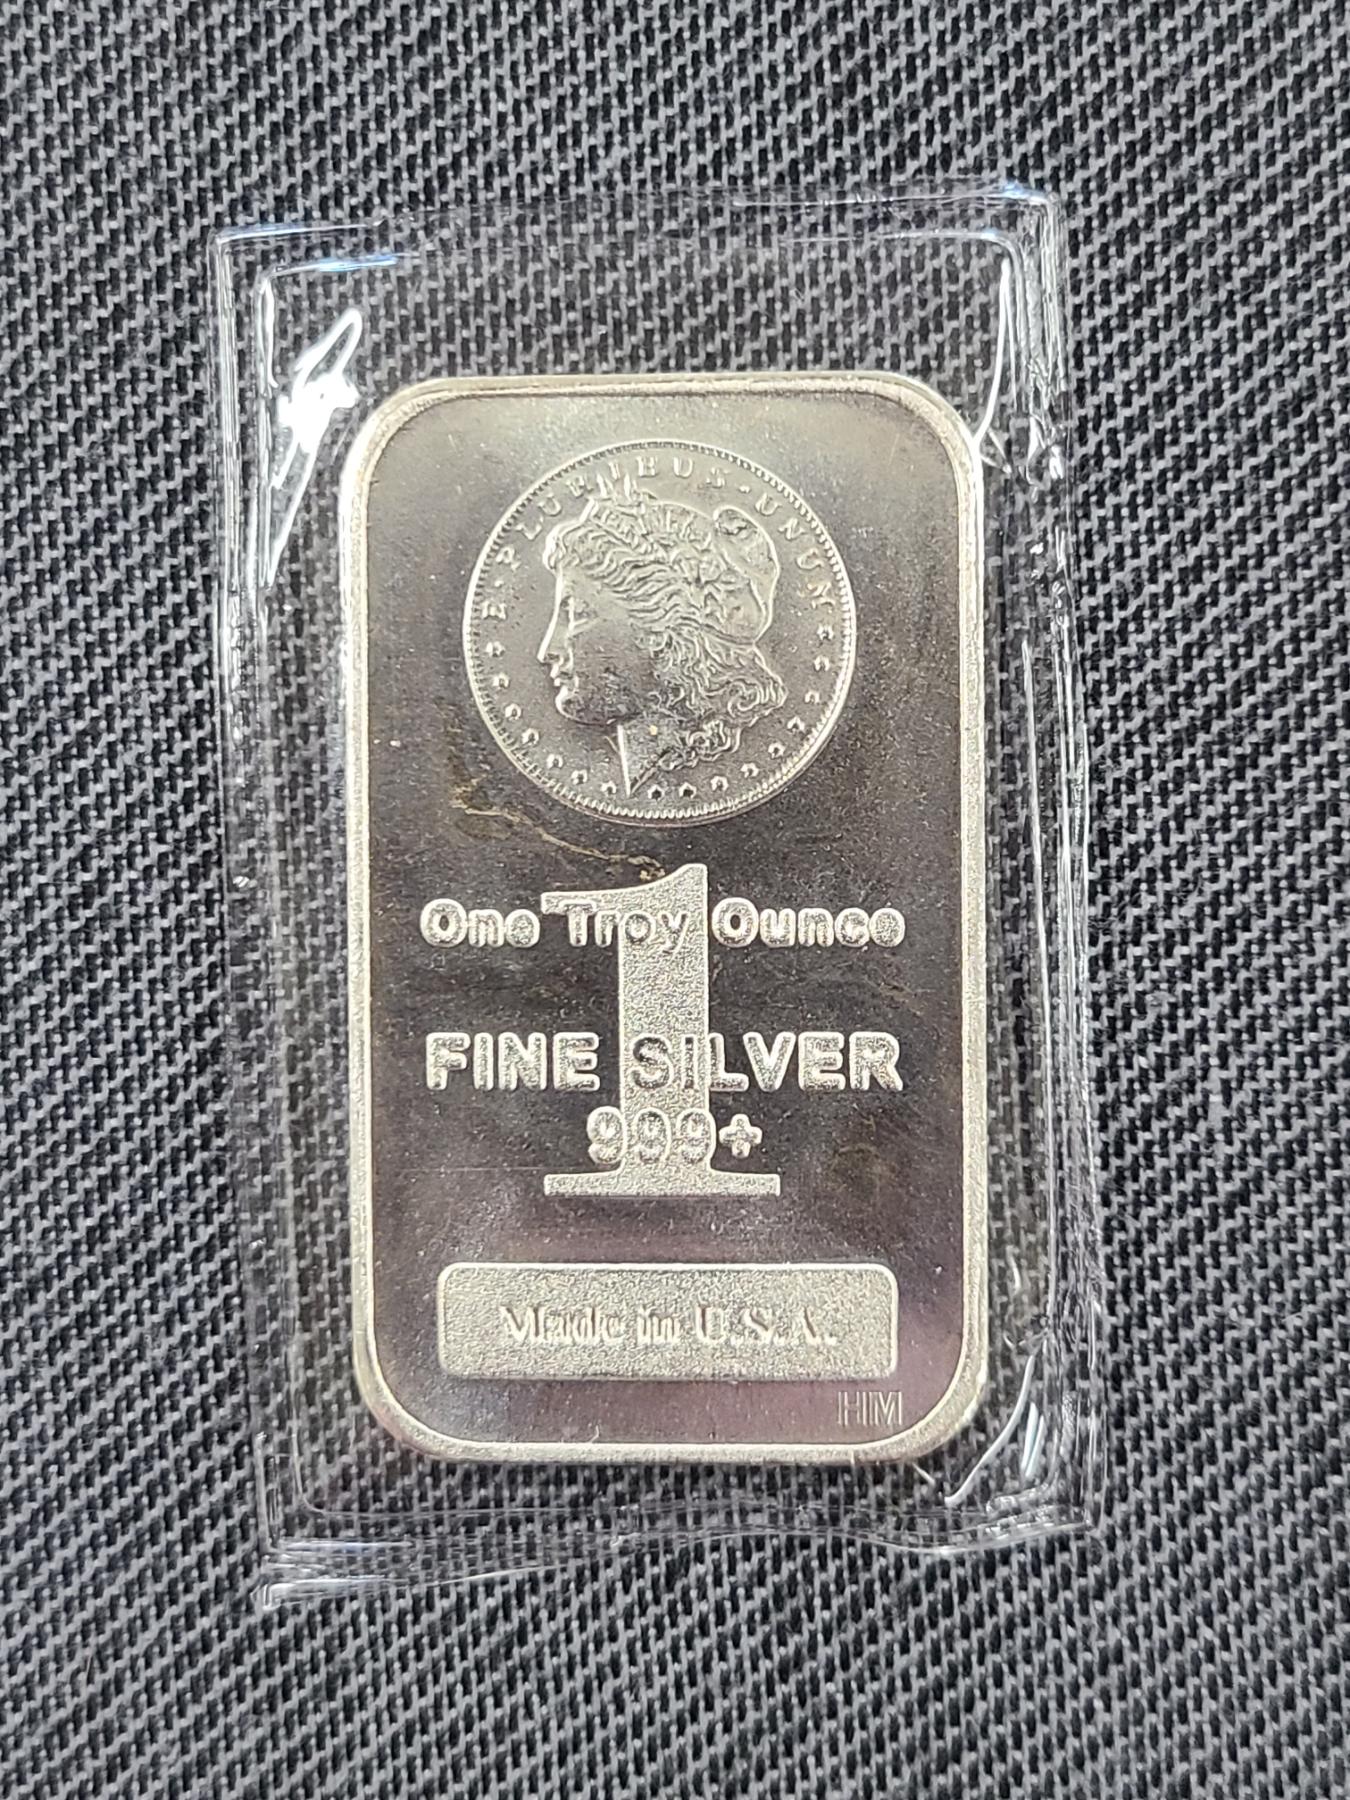 E·PLURIBUS·UNUM
One Troy Ounce
1
FINE SILVER
999+
Made in U.S.A.
HM